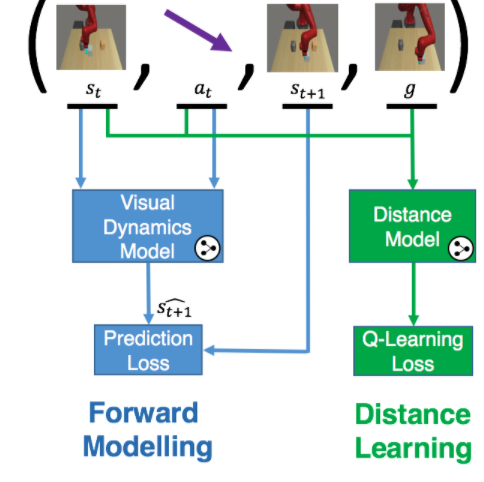 ( , , , )
s_t a_t s_{t+1} g
Visual
Dynamics
Model
Distance
Model
\widehat{s_{t+1}}
Prediction
Loss
Q-Learning
Loss
Forward
Modelling
Distance
Learning